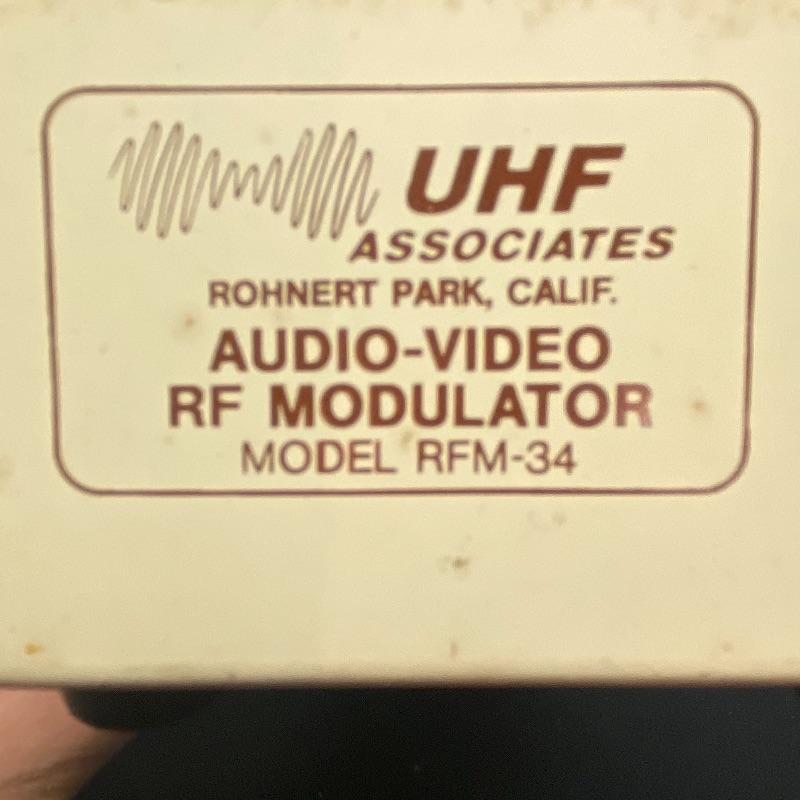 UHF
ASSOCIATES
ROHNERT PARK, CALIF.
AUDIO-VIDEO
RF MODULATOR
MODEL RFM-34